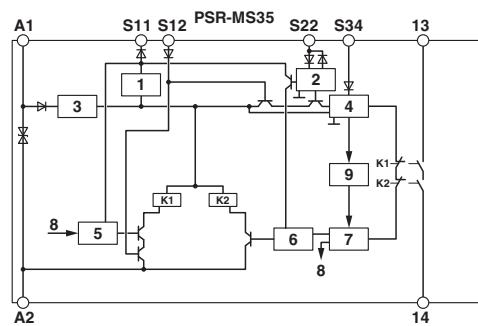 PSR-MS35
A1 S11 S12 S22 S34 13
1 2
3 4
K1
9
K2
K1 K2
8 5 6 7
8
A2 14